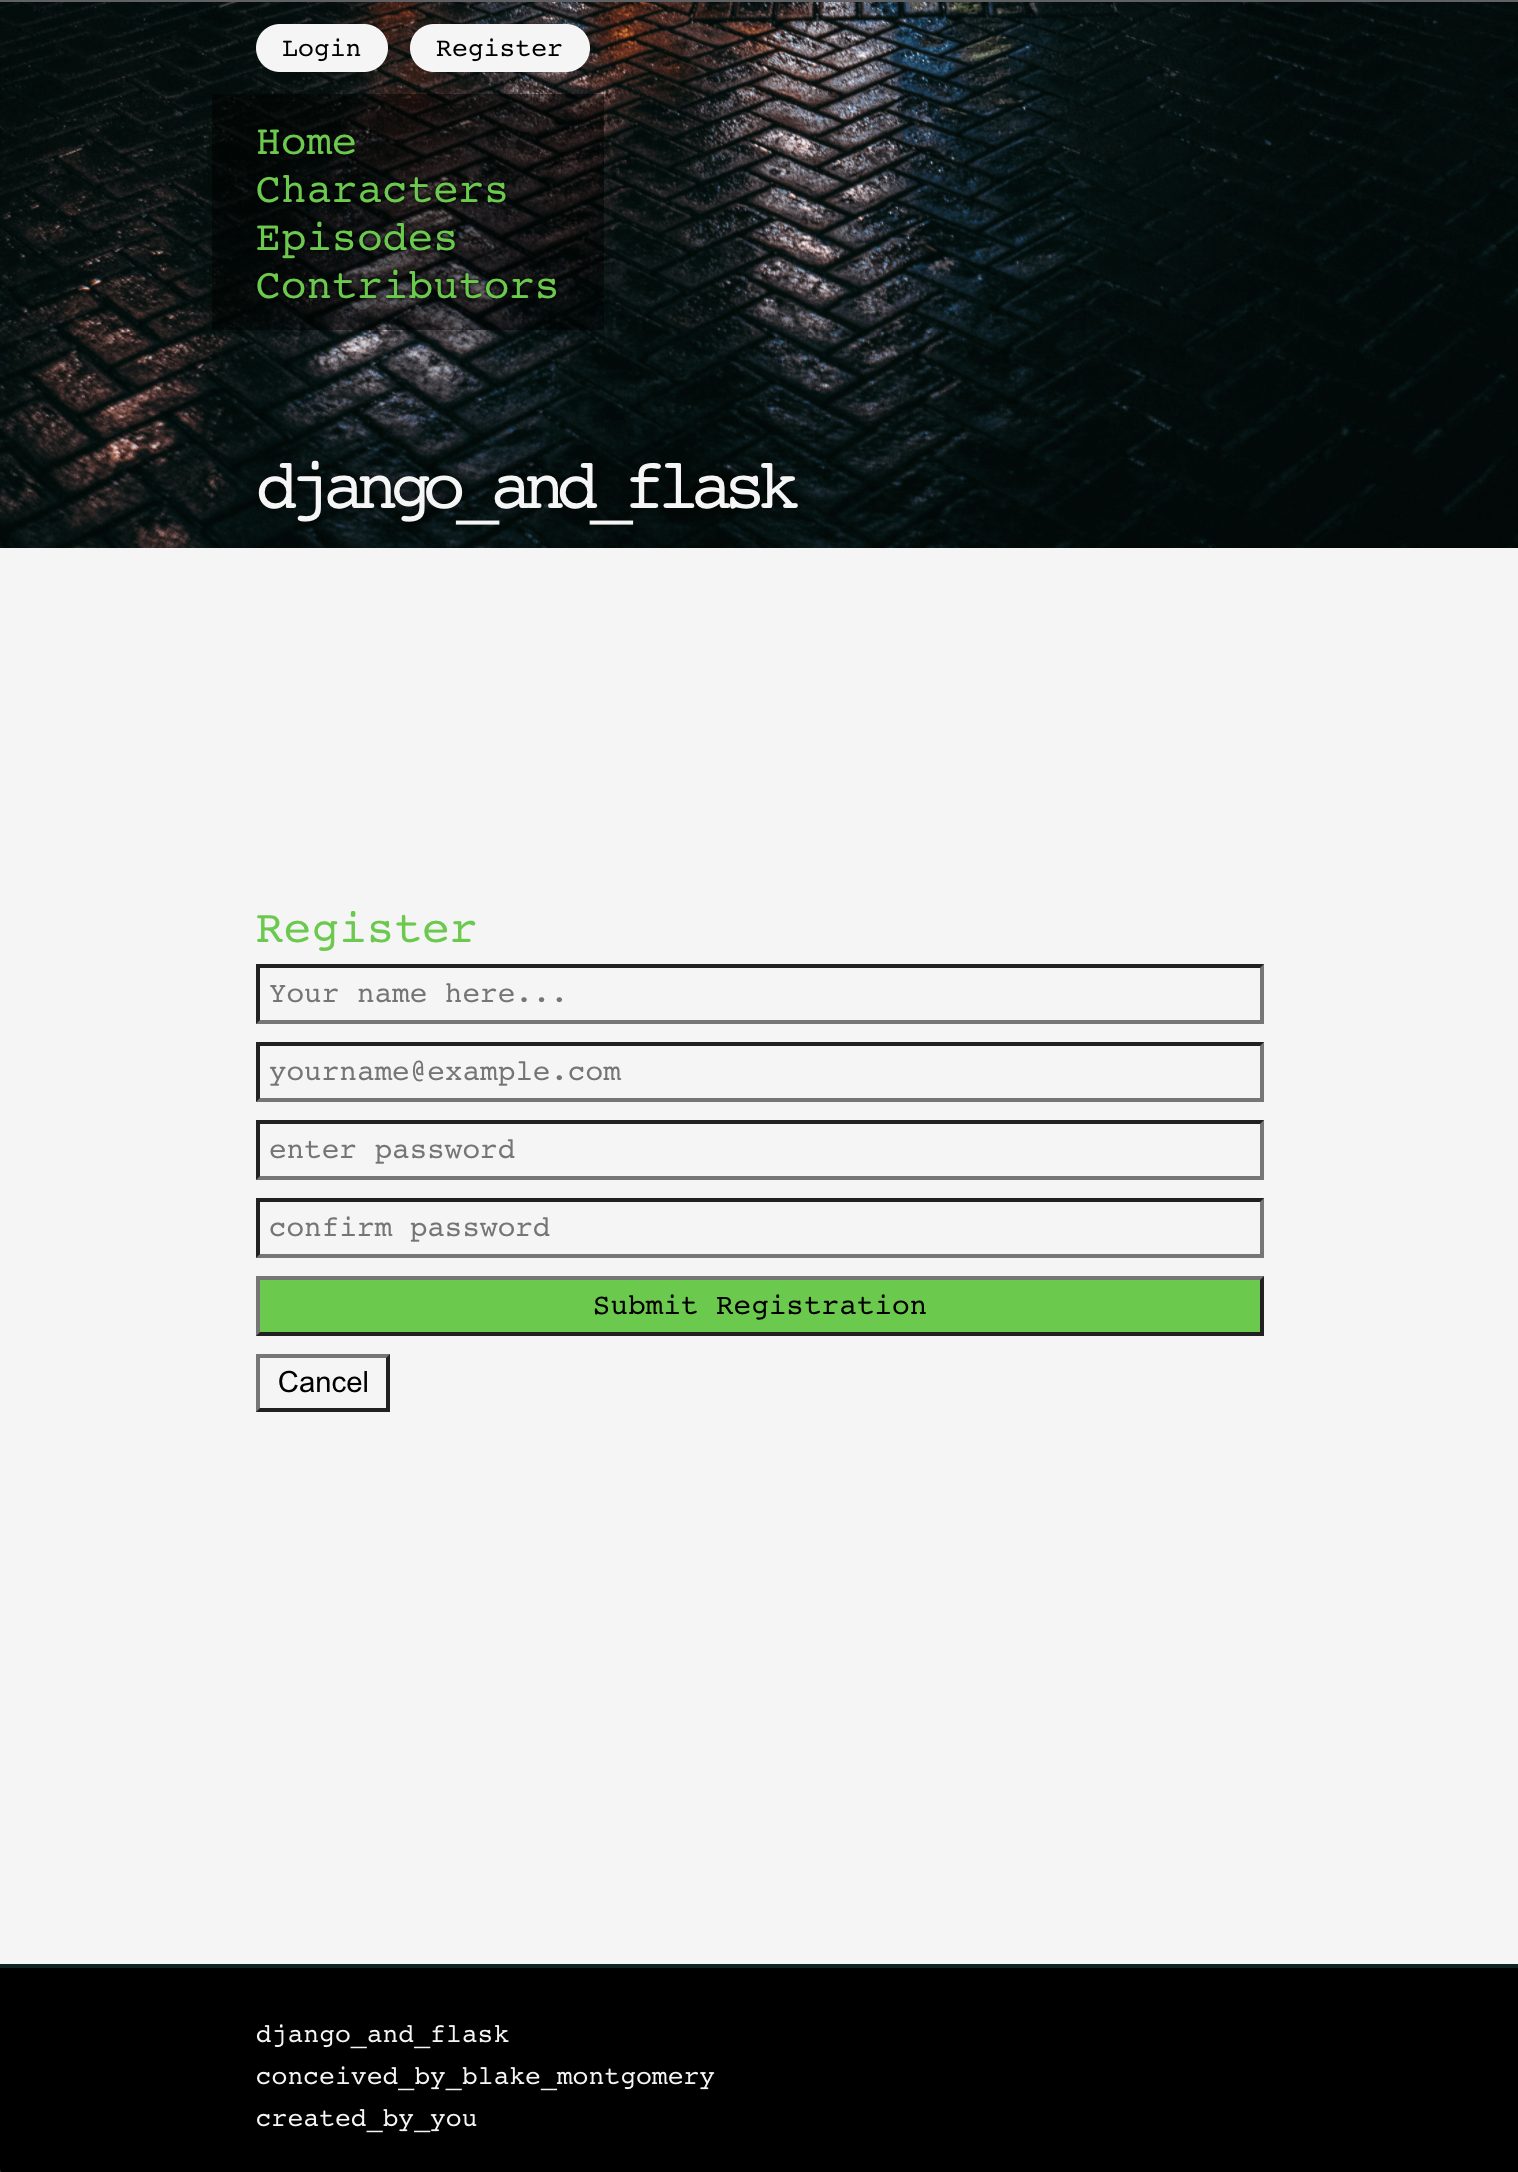 Login Register
Home
Characters
Episodes
Contributors
django_and_flask
Register
Your name here...
yourname@example.com
enter password
confirm password
Submit Registration
Cancel
django_and_flask
conceived_by_blake_montgomery
created_by_you